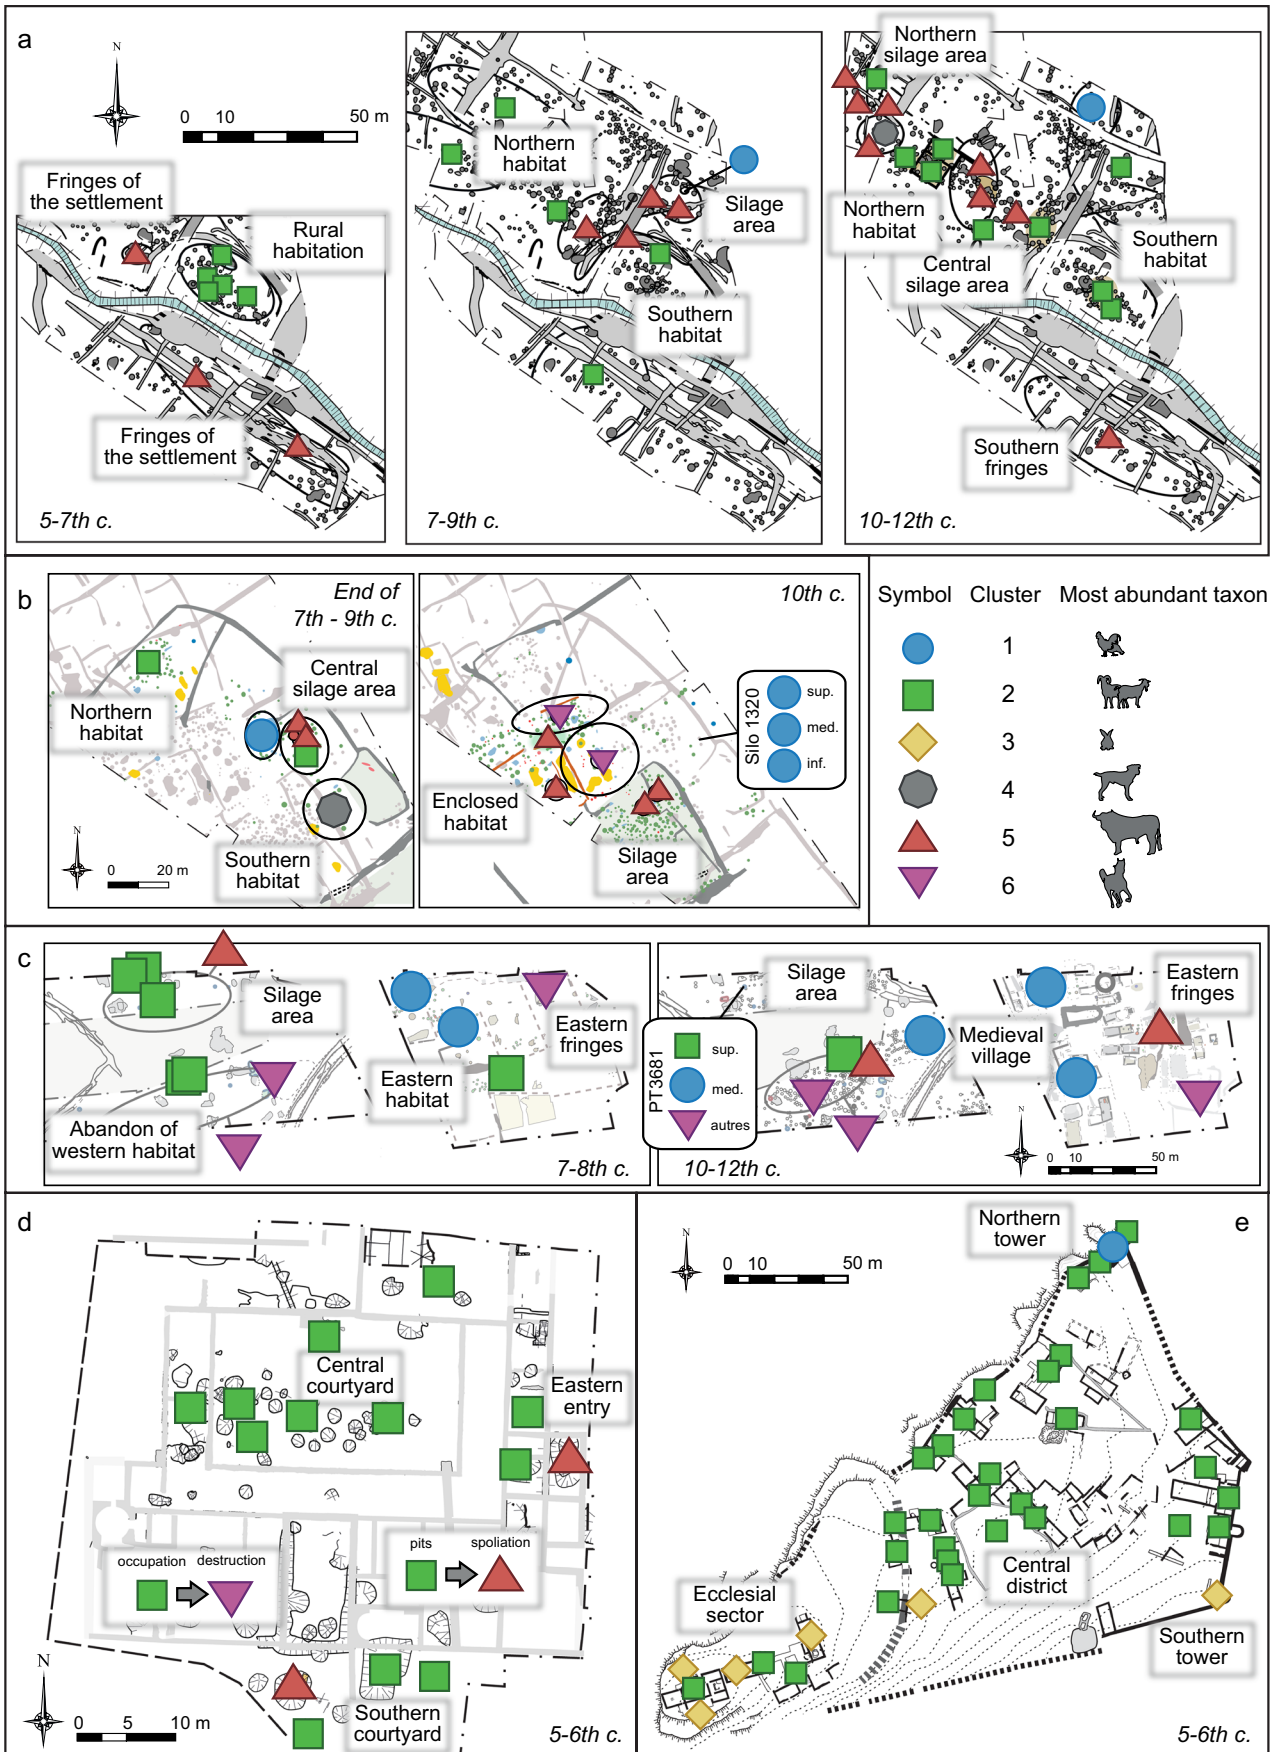 a
N
0 10 50 m
Fringes of
the settlement
Rural
habitation
Fringes of
the settlement
5-7th c.
Northern
habitat
Silage
area
Southern
habitat
7-9th c.
Northern
silage area
Northern
habitat
Central
silage area
Southern
habitat
Southern
fringes
10-12th c.
b
End of
7th - 9th c.
Central
silage area
Northern
habitat
Southern
habitat
N
0 20 m
10th c.
Silo 1320
sup.
med.
inf.
Enclosed
habitat
Silage
area
Symbol Cluster Most abundant taxon
1
2
3
4
5
6
c
Silage
area
Eastern
fringes
Eastern
habitat
Abandon of
western habitat
7-8th c.
Silage
area
Eastern
fringes
Medieval
village
PT3681
sup.
med.
autres
N
0 10 50 m
10-12th c.
d
Central
courtyard
Eastern
entry
occupation destruction
pits spoliation
Southern
courtyard
N
0 5 10 m
5-6th c.
e
Northern
tower
N
0 10 50 m
Central
district
Ecclesial
sector
Southern
tower
5-6th c.